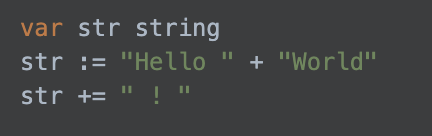 var str string
str := "Hello " + "World"
str += " ! "